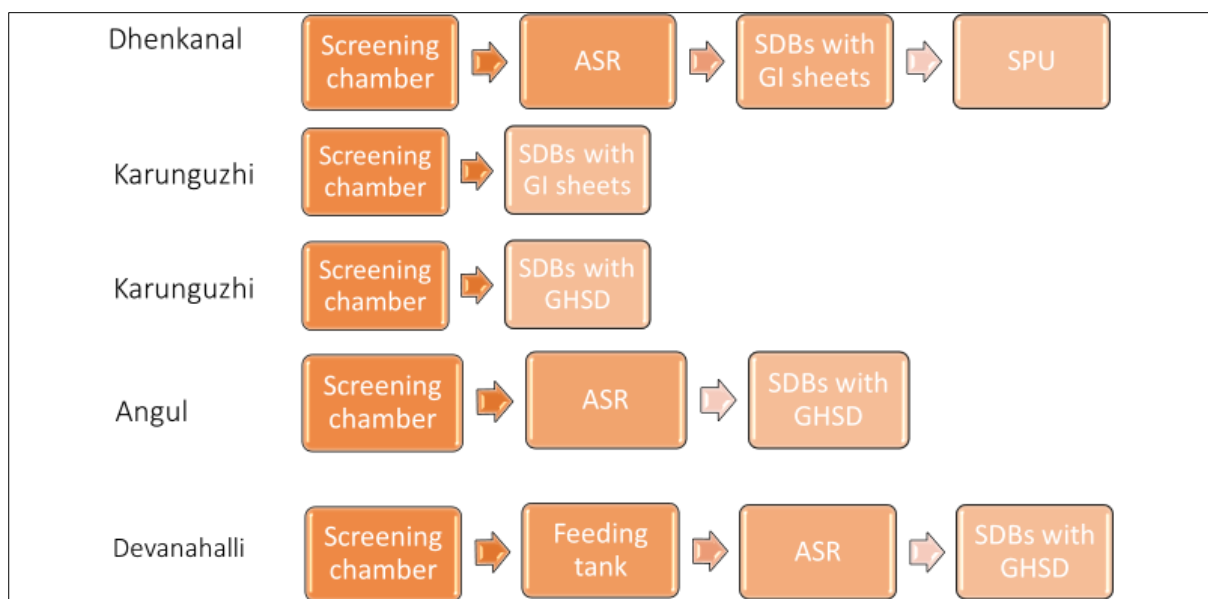 Dhenkanal
Screening
chamber
ASR
SDBs with
GI sheets
SPU
Karunguzhi
Screening
chamber
SDBs with
GI sheets
Karunguzhi
Screening
chamber
SDBs with
GHSD
Angul
Screening
chamber
ASR
SDBs with
GHSD
Devanahalli
Screening
chamber
Feeding
tank
ASR
SDBs with
GHSD